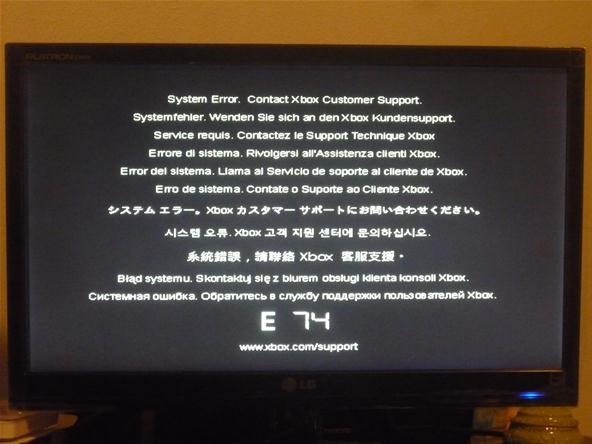 FLATRON
System Error. Contact Xbox Customer Support.
Systemfehler. Wenden Sie sich an den Xbox Kundensupport.
Service requis. Contactez le Support Technique Xbox
Errore di sistema. Rivolgersi all'Assistenza clienti Xbox.
Error del sistema. Llama al Servicio de soporte al cliente de Xbox.
Erro de sistema. Contate o Suporte ao Cliente Xbox.
システム エラー。Xbox カスタマー サポートにお問い合わせください。
시스템 오류. Xbox 고객 지원 센터에 문의하십시오.
系統錯誤，請聯絡 Xbox 客服支援。
Błąd systemu. Skontaktuj się z biurem obsługi klienta konsoli Xbox.
Системная ошибка. Обратитесь в службу поддержки пользователей Xbox.
E 74
www.xbox.com/support
LG